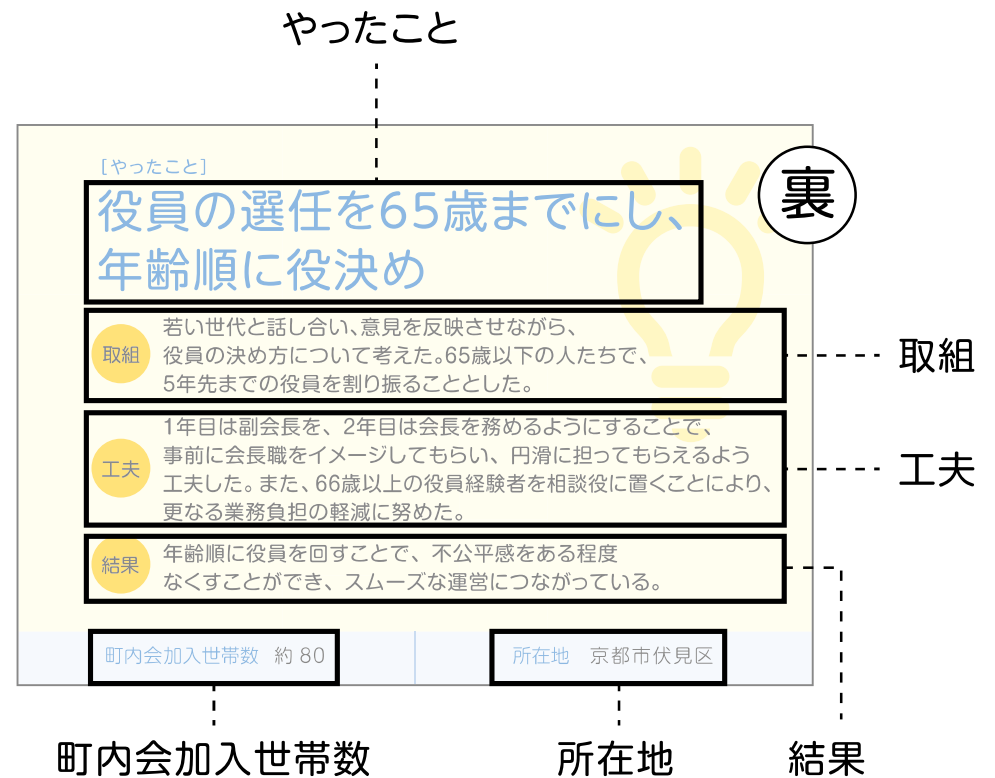 やったこと
裏
[やったこと]
役員の選任を65歳までにし、
年齢順に役決め
取組
若い世代と話し合い、意見を反映させながら、
役員の決め方について考えた。65歳以下の人たちで、
5年先までの役員を割り振ることとした。
取組
工夫
1年目は副会長を、2年目は会長を務めるようにすることで、
事前に会長職をイメージしてもらい、円滑に担ってもらえるよう
工夫した。また、66歳以上の役員経験者を相談役に置くことにより、
更なる業務負担の軽減に努めた。
工夫
結果
年齢順に役員を回すことで、不公平感をある程度
なくすことができ、スムーズな運営につながっている。
町内会加入世帯数 約80
所在地 京都市伏見区
町内会加入世帯数
所在地
結果